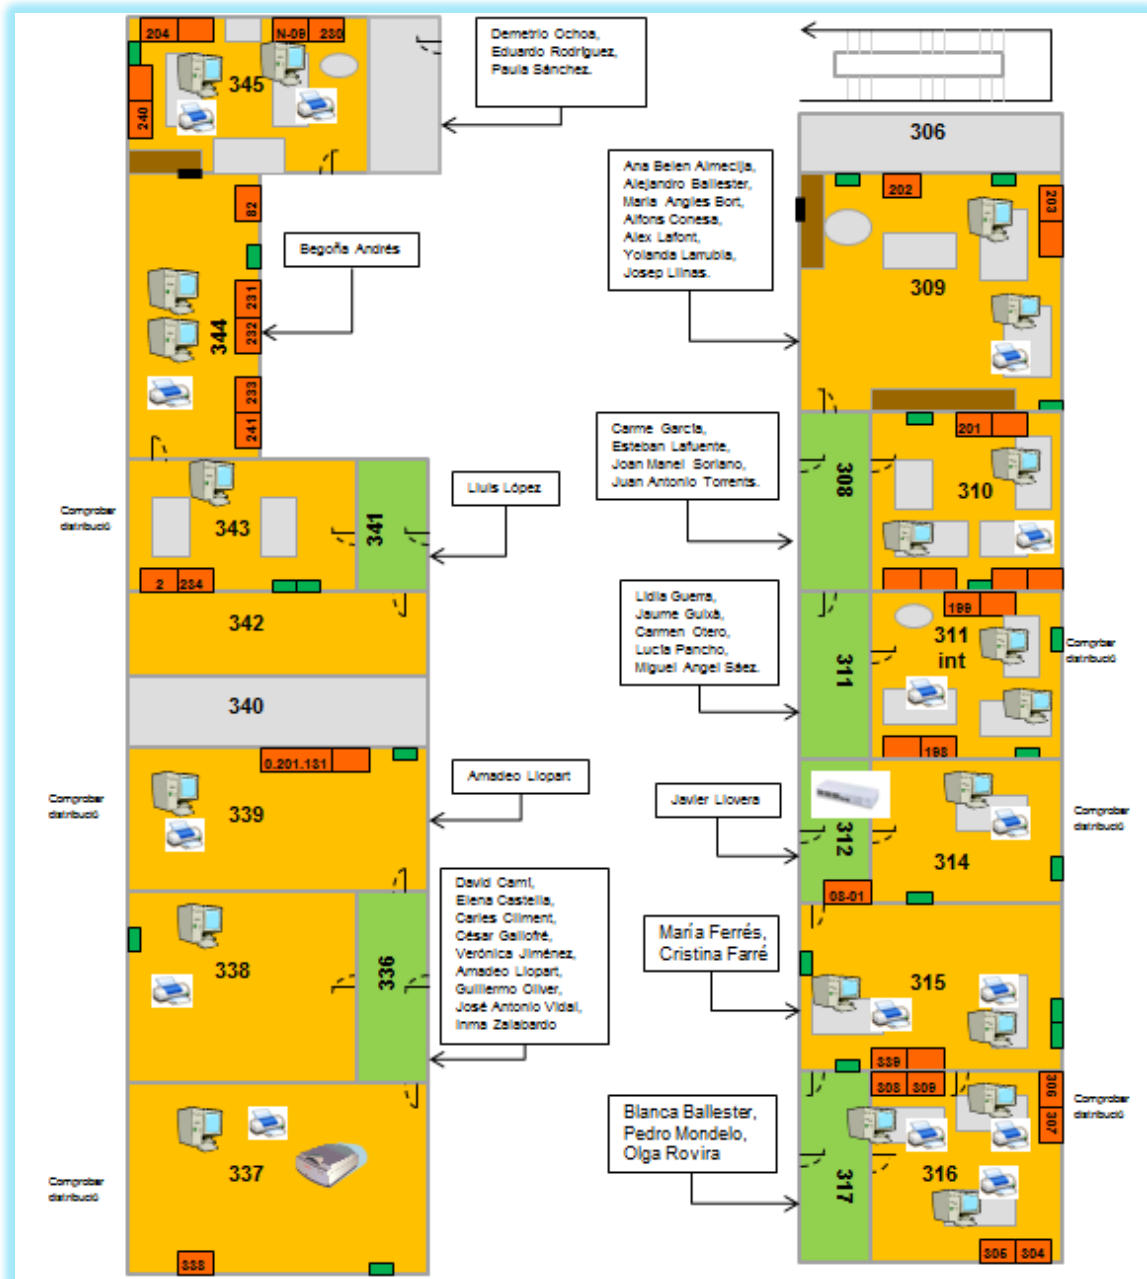 204
N-09 230
345
240
Demetrio Ochoa,
Eduardo Rodríguez,
Paula Sánchez.
306
Ana Belen Almecija,
Alejandro Ballester,
Maria Angles Bort,
Alfons Conesa,
Alex Lafont,
Yolanda Larrubia,
Josep Llinas.
202
203
309
82
Begoña Andrés
231
232
344
233
241
Carme García,
Esteban Lafuente,
Joan Manel Soriano,
Juan Antonio Torrents.
201
308
310
Comprobar
distribució
343
341
2 234
Lluis López
342
Lidia Guerra,
Jaume Guixà,
Carmen Otero,
Lucía Pancho,
Miguel Angel Sáez.
199
311
int
311
198
Comprobar
distribució
340
0.201.131
Amadeo Llopart
Comprobar
distribució
339
Javier Llovera
312
314
08-01
Comprobar
distribució
David Camí,
Elena Castella,
Carles Climent,
César Gallofré,
Verónica Jiménez,
Amadeo Llopart,
Guillermo Oliver,
José Antonio Vidal,
Inma Zalabardo
338
336
María Ferrés,
Cristina Farré
315
339
308 309
306
307
Comprobar
distribució
Blanca Ballester,
Pedro Mondelo,
Olga Rovira
317
316
305 304
337
Comprobar
distribució
338